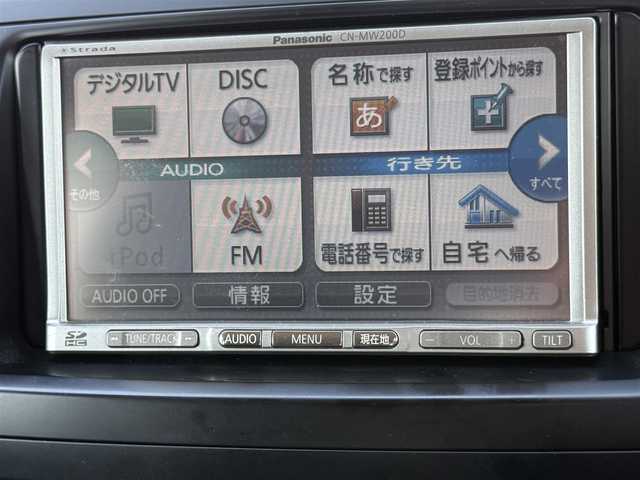 Strada
Panasonic CN-MW200D
デジタルTV
DISC
名称で探す
登録ポイントから探す
あ
その他
AUDIO
行き先
すべて
iPod
FM
電話番号で探す
自宅へ帰る
AUDIO OFF
情報
設定
目的地消去
SD HC
TUNE/TRACK
AUDIO
MENU
現在地
− VOL +
TILT